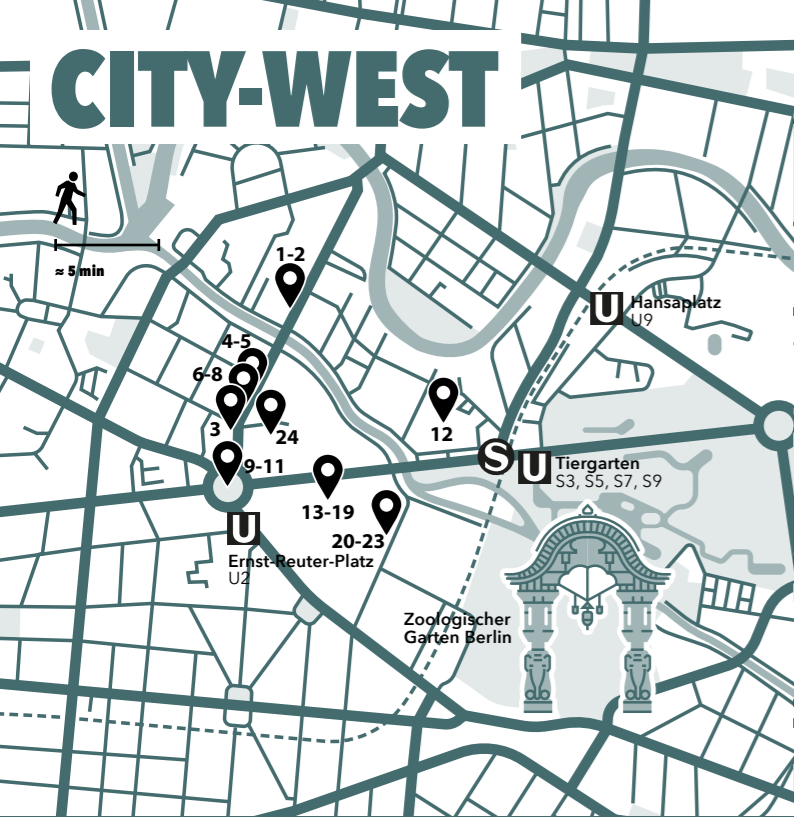 CITY-WEST
≈ 5 min
1-2
U Hansaplatz
U9
4-5
6-8
3
24
12
9-11
S U Tiergarten
S3, S5, S7, S9
13-19
20-23
U
Ernst-Reuter-Platz
U2
Zoologischer
Garten Berlin